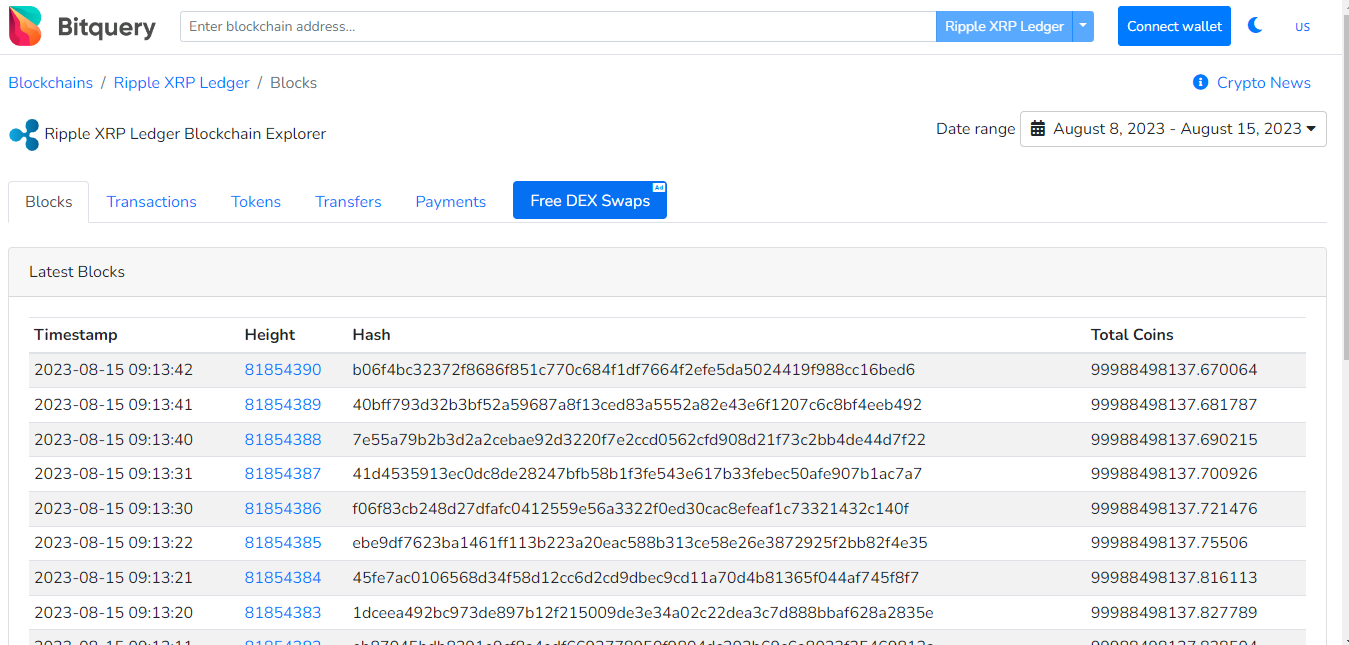 Bitquery Enter blockchain address... Ripple XRP Ledger Connect wallet US
Blockchains / Ripple XRP Ledger / Blocks Crypto News
Ripple XRP Ledger Blockchain Explorer Date range August 8, 2023 - August 15, 2023
Blocks Transactions Tokens Transfers Payments Free DEX Swaps Ad
Latest Blocks
Timestamp Height Hash Total Coins
2023-08-15 09:13:42 81854390 b06f4bc32372f8686f851c770c684f1df7664f2efe5da5024419f988cc16bed6 99988498137.670064
2023-08-15 09:13:41 81854389 40bff793d32b3bf52a59687a8f13ced83a5552a82e43e6f1207c6c8bf4eeb492 99988498137.681787
2023-08-15 09:13:40 81854388 7e55a79b2b3d2a2cebae92d3220f7e2ccd0562cfd908d21f73c2bb4de44d7f22 99988498137.690215
2023-08-15 09:13:31 81854387 41d4535913ec0dc8de28247bfb58b1f3fe543e617b33febec50afe907b1ac7a7 99988498137.700926
2023-08-15 09:13:30 81854386 f06f83cb248d27dfafc0412559e56a3322f0ed30cac8efeaf1c73321432c140f 99988498137.721476
2023-08-15 09:13:22 81854385 ebe9df7623ba1461ff113b223a20eac588b313ce58e26e3872925f2bb82f4e35 99988498137.75506
2023-08-15 09:13:21 81854384 45fe7ac0106568d34f58d12cc6d2cd9dbec9cd11a70d4b81365f044af745f8f7 99988498137.816113
2023-08-15 09:13:20 81854383 1dceea492bc973de897b12f215009de3e34a02c22dea3c7d888bbaf628a2835e 99988498137.827789